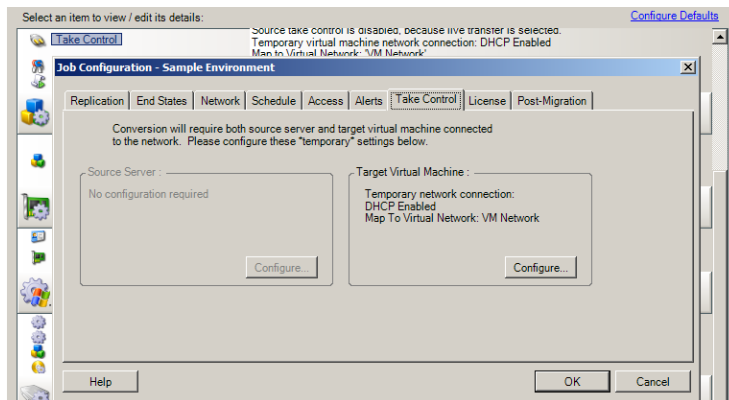 Select an item to view / edit its details:
Configure Defaults
Take Control
Source take control is disabled, because live transfer is selected.
Temporary virtual machine network connection: DHCP Enabled
Map to Virtual Network: 'VM Network'
Job Configuration - Sample Environment
Replication End States Network Schedule Access Alerts Take Control License Post-Migration
Conversion will require both source server and target virtual machine connected
to the network. Please configure these "temporary" settings below.
Source Server :
No configuration required
Configure...
Target Virtual Machine :
Temporary network connection:
DHCP Enabled
Map To Virtual Network: VM Network
Configure...
Help
OK
Cancel